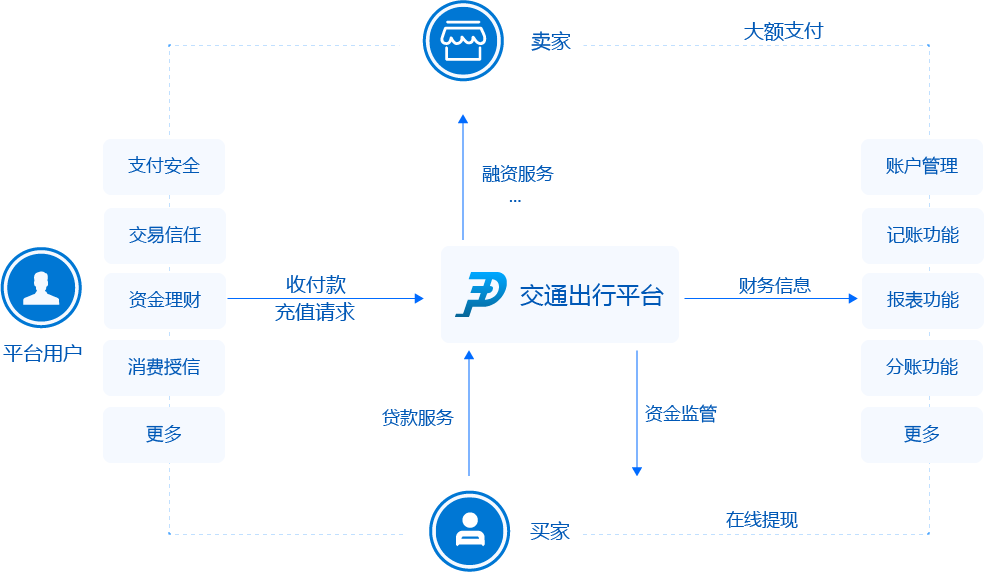 卖家
大额支付
支付安全
账户管理
融资服务
...
交易信任
记账功能
资金理财
收付款
充值请求
交通出行平台
财务信息
报表功能
平台用户
消费授信
分账功能
贷款服务
资金监管
更多
更多
买家
在线提现